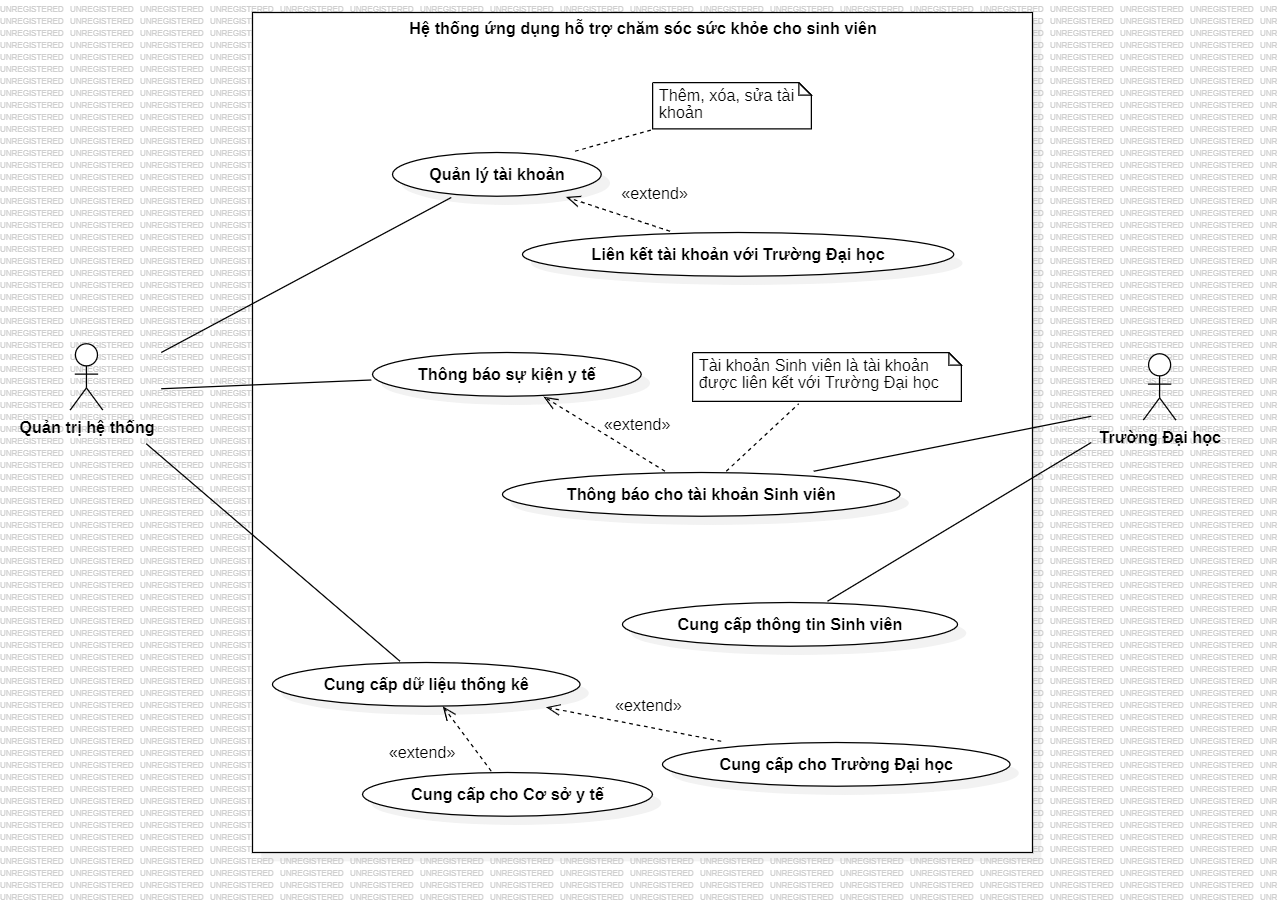 Hệ thống ứng dụng hỗ trợ chăm sóc sức khỏe cho sinh viên
Thêm, xóa, sửa tài
khoản
Quản lý tài khoản
«extend»
Liên kết tài khoản với Trường Đại học
Thông báo sự kiện y tế
Tài khoản Sinh viên là tài khoản
được liên kết với Trường Đại học
Quản trị hệ thống
«extend»
Trường Đại học
Thông báo cho tài khoản Sinh viên
Cung cấp thông tin Sinh viên
Cung cấp dữ liệu thống kê
«extend»
«extend»
Cung cấp cho Trường Đại học
Cung cấp cho Cơ sở y tế
UNREGISTERED